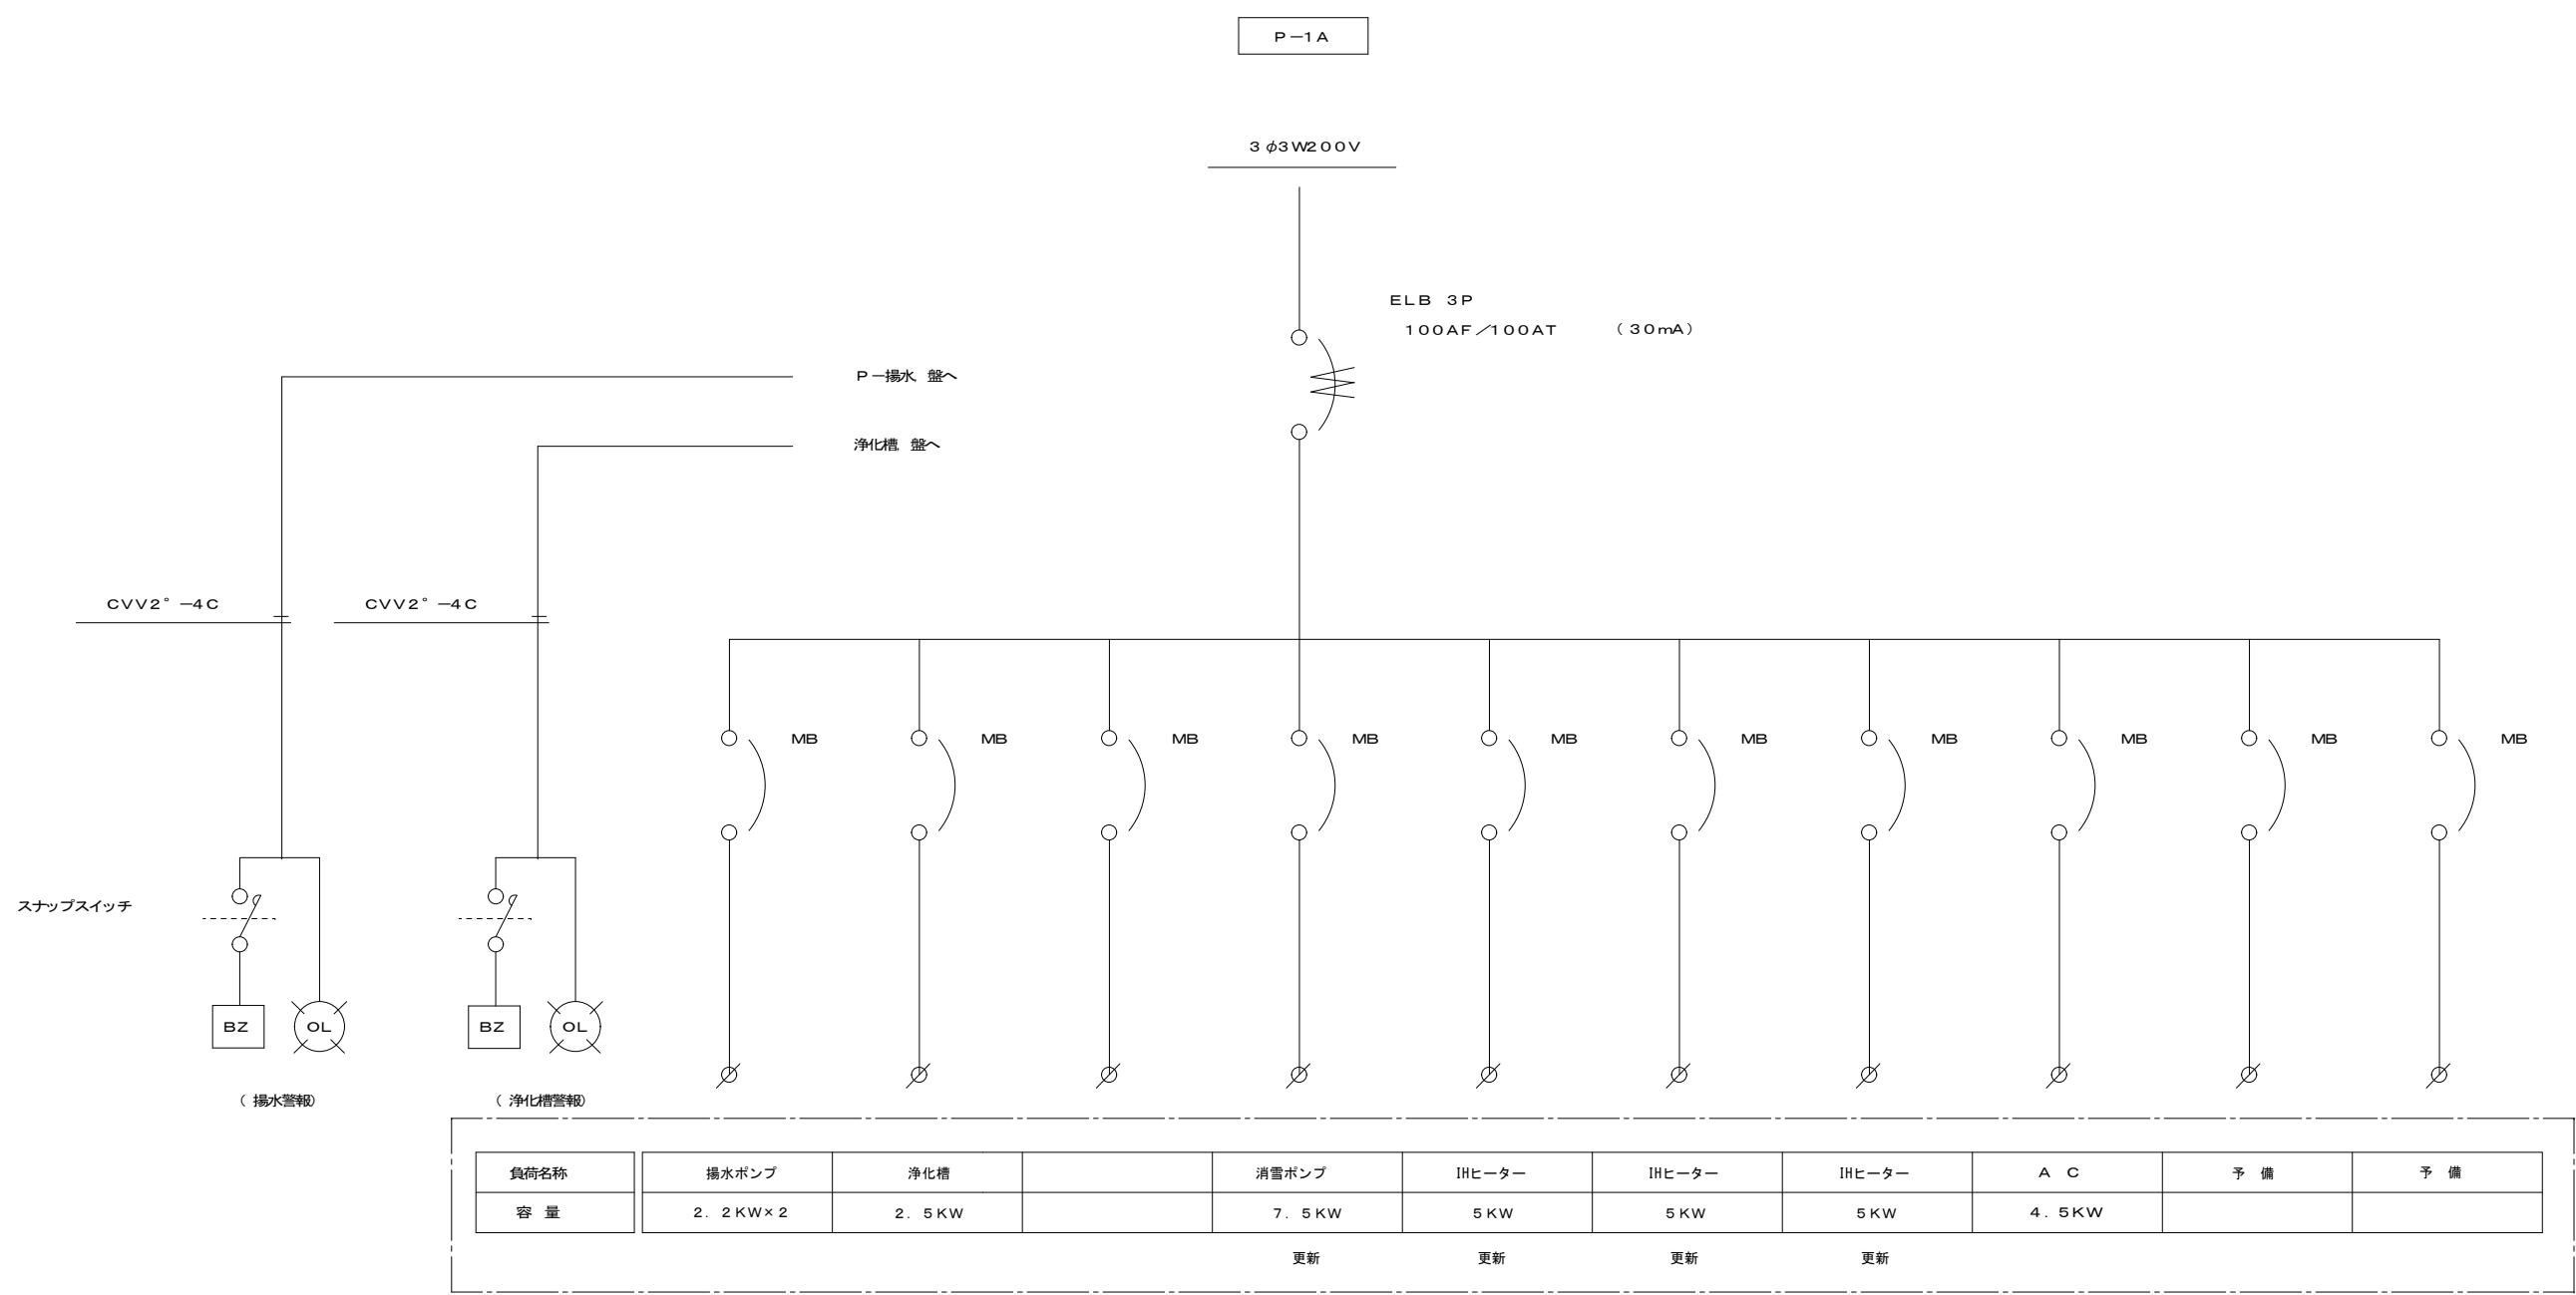 P－1A
3φ3W200V
ELB 3P
100AF／100AT （30mA）
P－揚水 盤へ
浄化槽 盤へ
CVV2°－4C CVV2°－4C
MB MB MB MB MB MB MB MB MB MB
スナップスイッチ
BZ OL BZ OL
（揚水警報） （浄化槽警報）
負荷名称 揚水ポンプ 浄化槽 消雪ポンプ IHヒーター IHヒーター IHヒーター A C 予 備 予 備
容 量 2．2KW×2 2．5KW 7．5KW 5KW 5KW 5KW 4．5KW
更新 更新 更新 更新